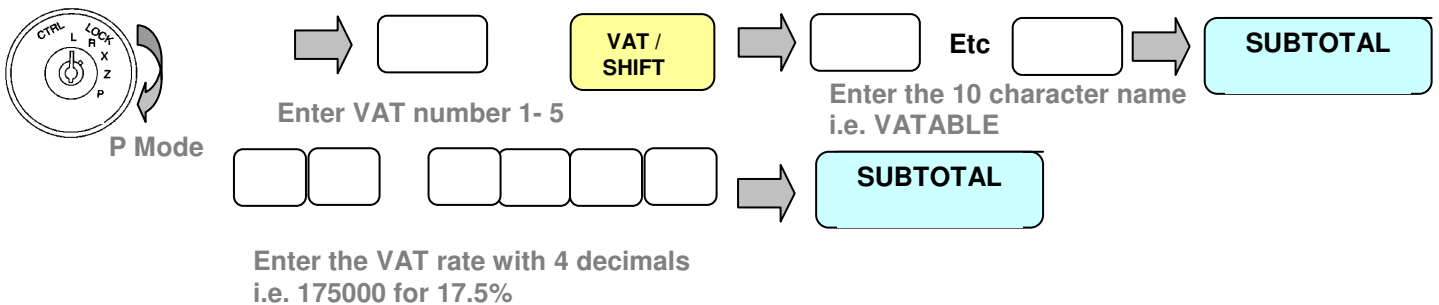 CTRL
LOCK
L
R
X
Z
P
P Mode
Enter VAT number 1- 5
VAT /
SHIFT
Etc
Enter the 10 character name
i.e. VATABLE
SUBTOTAL
SUBTOTAL
Enter the VAT rate with 4 decimals
i.e. 175000 for 17.5%